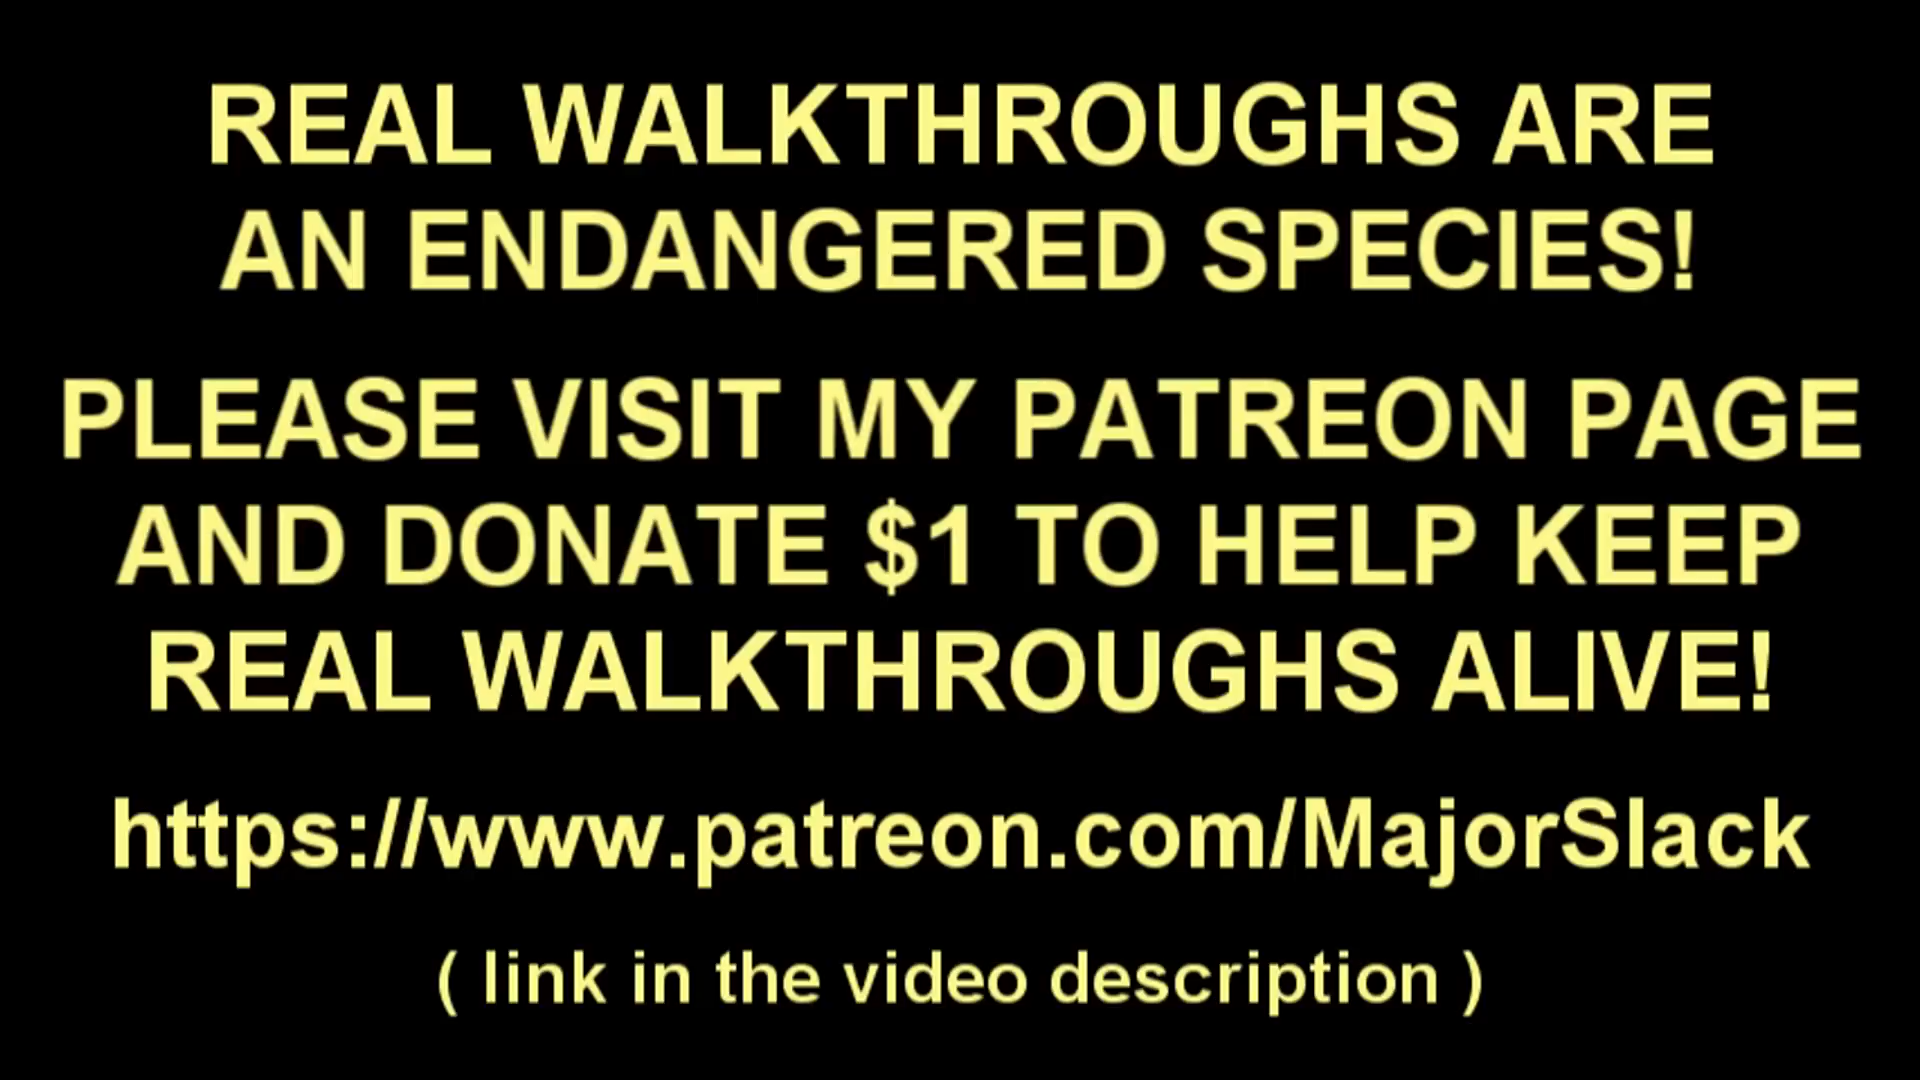 REAL WALKTHROUGHS ARE
AN ENDANGERED SPECIES!
PLEASE VISIT MY PATREON PAGE
AND DONATE $1 TO HELP KEEP
REAL WALKTHROUGHS ALIVE!
https://www.patreon.com/MajorSlack
( link in the video description )